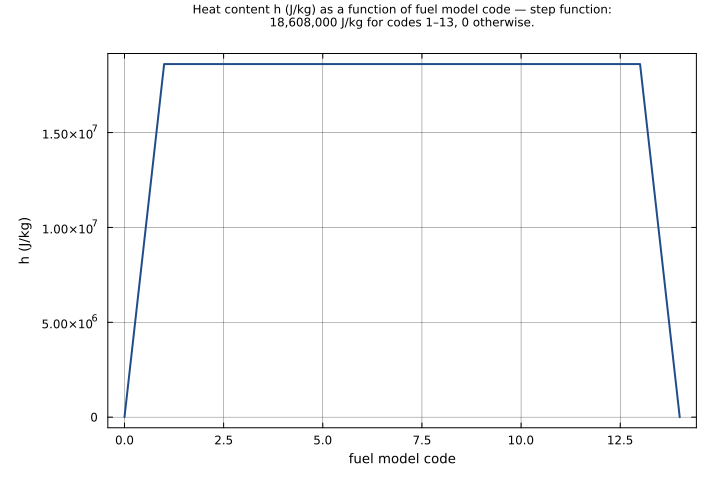 Heat content h (J/kg) as a function of fuel model code — step function:
18,608,000 J/kg for codes 1–13, 0 otherwise.
1.50×10⁷
1.00×10⁷
5.00×10⁶
0
h (J/kg)
0.0 2.5 5.0 7.5 10.0 12.5
fuel model code